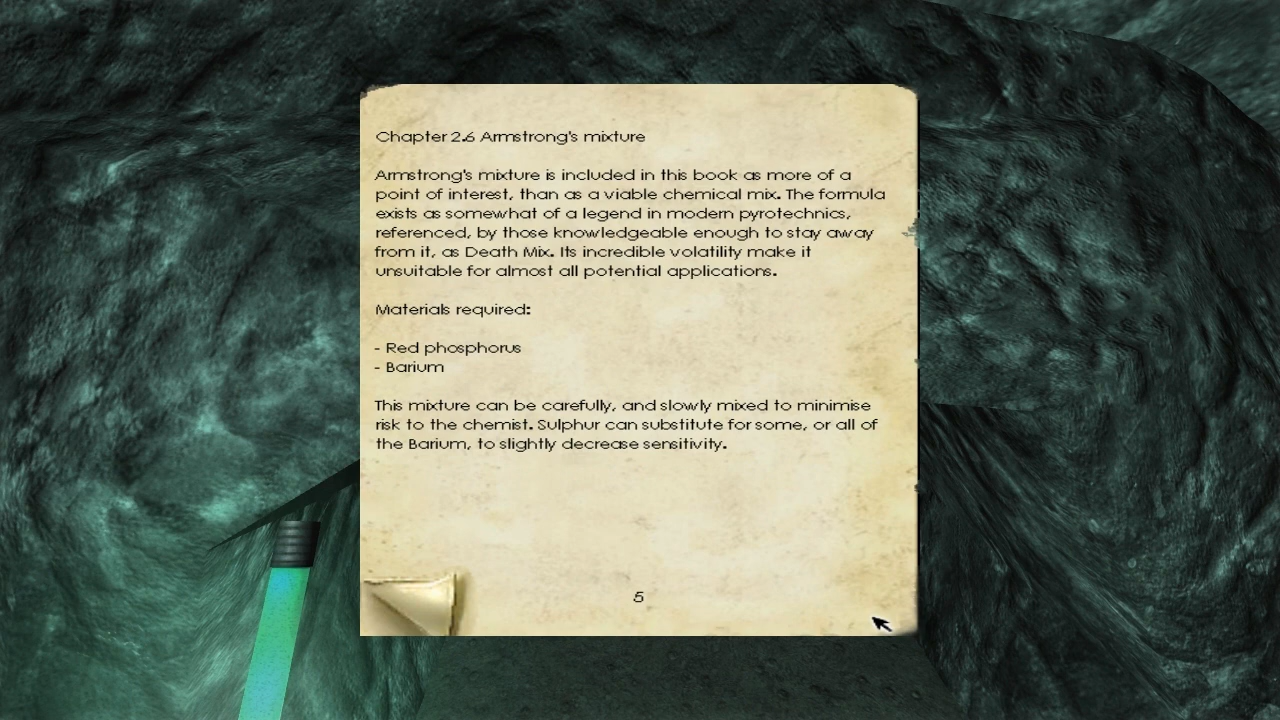 Chapter 2.6 Armstrong's mixture
Armstrong's mixture is included in this book as more of a
point of interest, than as a viable chemical mix. The formula
exists as somewhat of a legend in modern pyrotechnics,
referenced, by those knowledgeable enough to stay away
from it, as Death Mix. Its incredible volatility make it
unsuitable for almost all potential applications.
Materials required:
- Red phosphorus
- Barium
This mixture can be carefully, and slowly mixed to minimise
risk to the chemist. Sulphur can substitute for some, or all of
the Barium, to slightly decrease sensitivity.
5